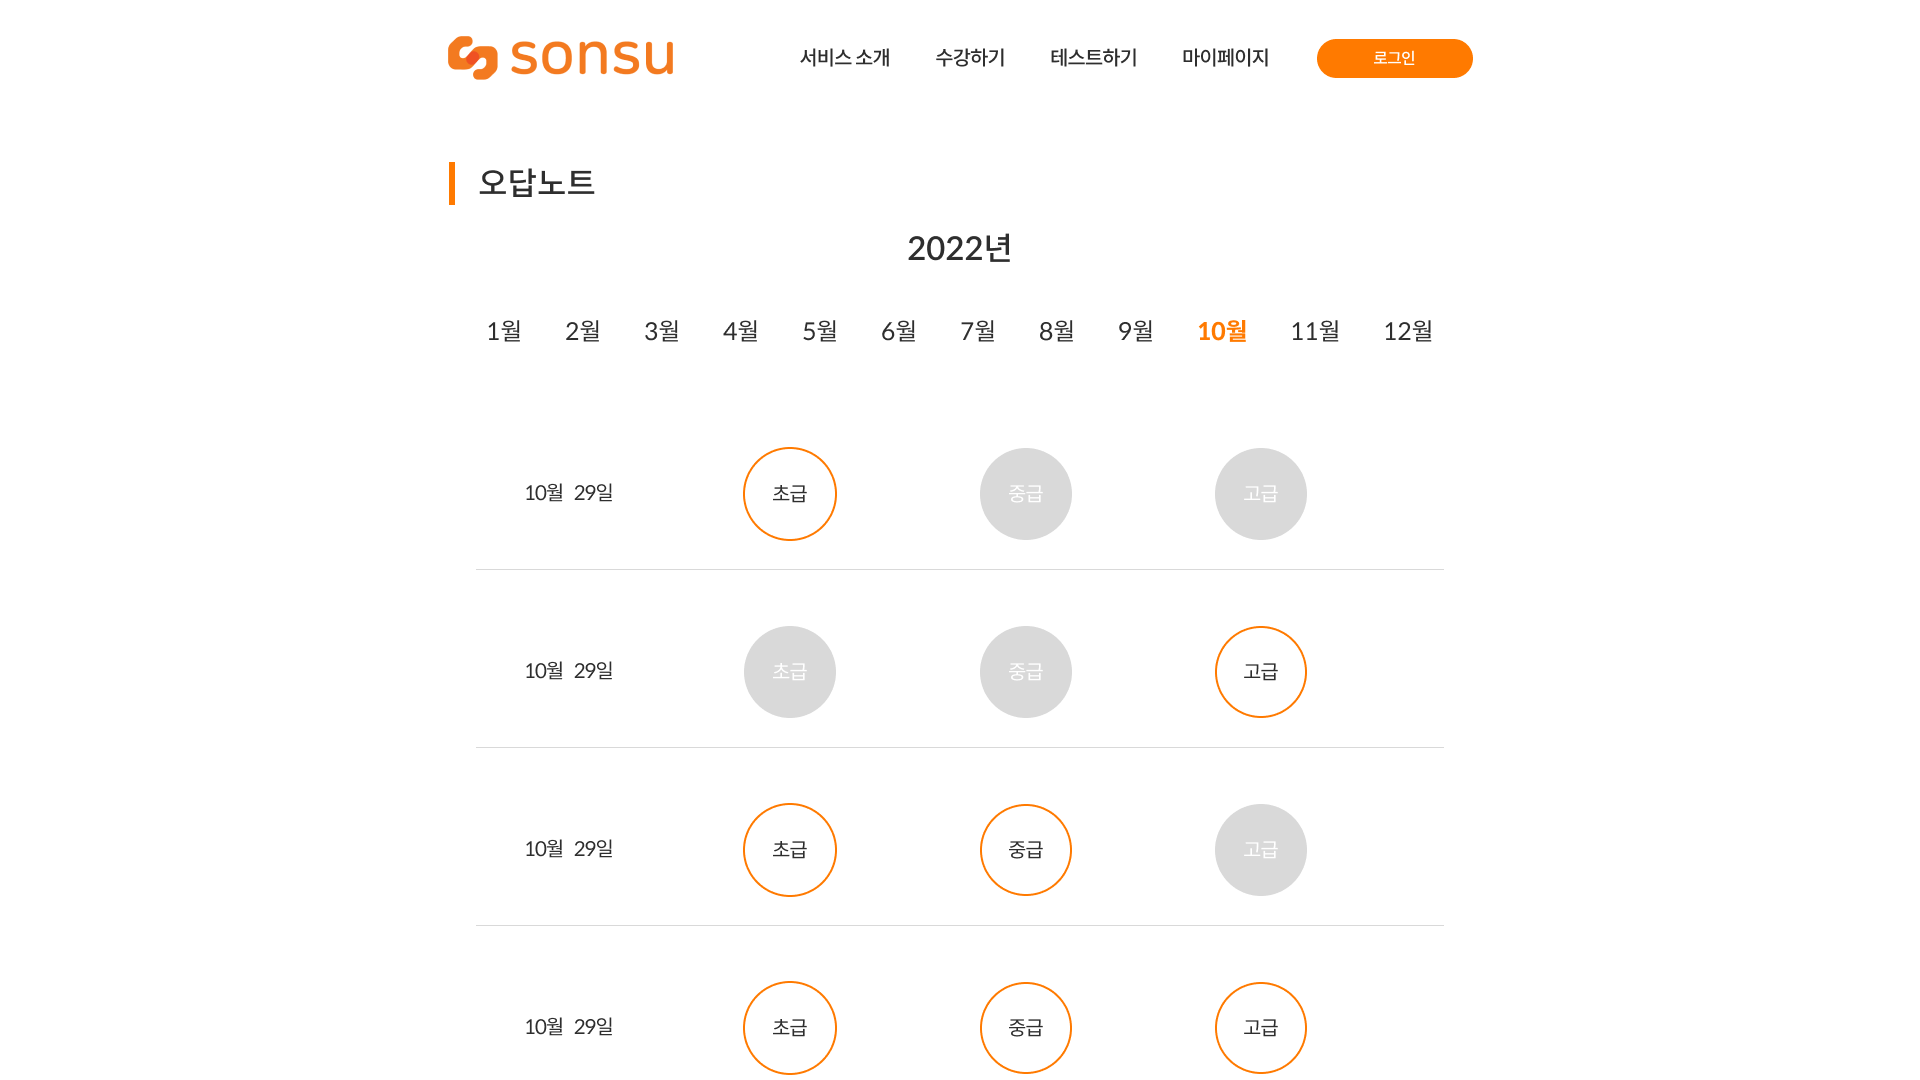 sonsu 서비스 소개 수강하기 테스트하기 마이페이지 로그인
오답노트
2022년
1월 2월 3월 4월 5월 6월 7월 8월 9월 10월 11월 12월
10월 29일 초급 중급 고급
10월 29일 초급 중급 고급
10월 29일 초급 중급 고급
10월 29일 초급 중급 고급